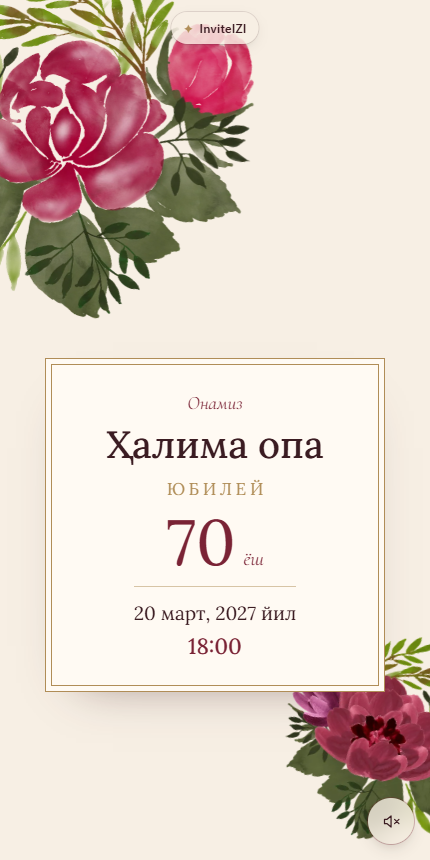 InviteIZI
Онамиз
Ҳалима опа
ЮБИЛЕЙ
70 ёш
20 март, 2027 йил
18:00